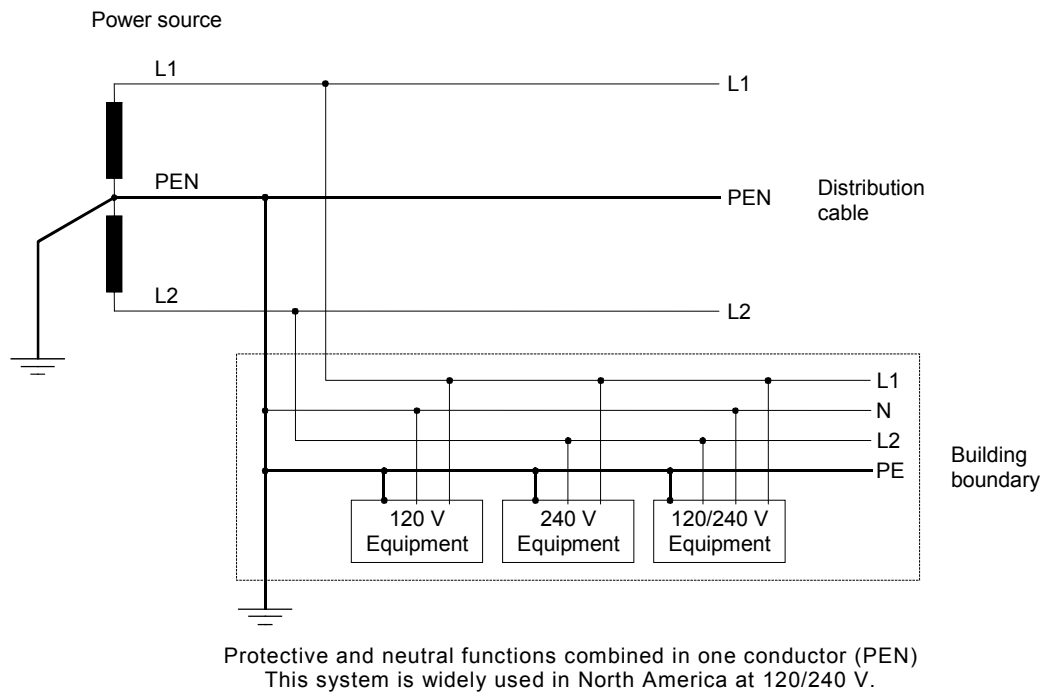 Power source
L1
L1
PEN
PEN
Distribution
cable
L2
L2
L1
N
L2
PE
Building
boundary
120 V
Equipment
240 V
Equipment
120/240 V
Equipment
Protective and neutral functions combined in one conductor (PEN)
This system is widely used in North America at 120/240 V.